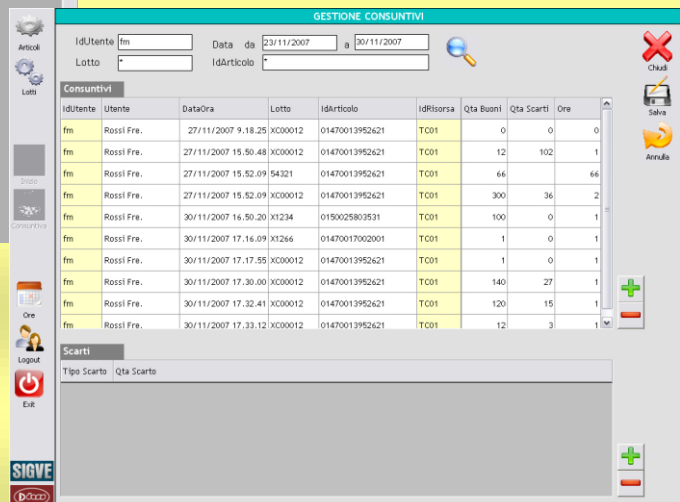 GESTIONE CONSUNTIVI
Articoli
Lotti
Inizio
Consuntiva
Ore
Logout
Exit
SIGVE
IdUtente fm Data da 23/11/2007 a 30/11/2007
Lotto * IdArticolo *
Chiudi
Salva
Annulla
Consuntivi
IdUtente Utente DataOra Lotto IdArticolo IdRisorsa Qta Buoni Qta Scarti Ore
fm Rossi Fre. 27/11/2007 9.18.25 XC00012 01470013952621 TC01 0 0 0
fm Rossi Fre. 27/11/2007 15.50.48 XC00012 01470013952621 TC01 12 102 1
fm Rossi Fre. 27/11/2007 15.52.09 54321 01470013952621 TC01 66 66
fm Rossi Fre. 27/11/2007 15.52.09 XC00012 01470013952621 TC01 300 36 2
fm Rossi Fre. 30/11/2007 16.50.20 X1234 0150025803531 TC01 100 0 1
fm Rossi Fre. 30/11/2007 17.16.09 X1266 01470017002001 TC01 1 0 1
fm Rossi Fre. 30/11/2007 17.17.55 XC00012 01470013952621 TC01 1 0 1
fm Rossi Fre. 30/11/2007 17.30.00 XC00012 01470013952621 TC01 140 27 1
fm Rossi Fre. 30/11/2007 17.32.41 XC00012 01470013952621 TC01 120 15 1
fm Rossi Fre. 30/11/2007 17.33.12 XC00012 01470013952621 TC01 12 3 1
Scarti
Tipo Scarto Qta Scarto